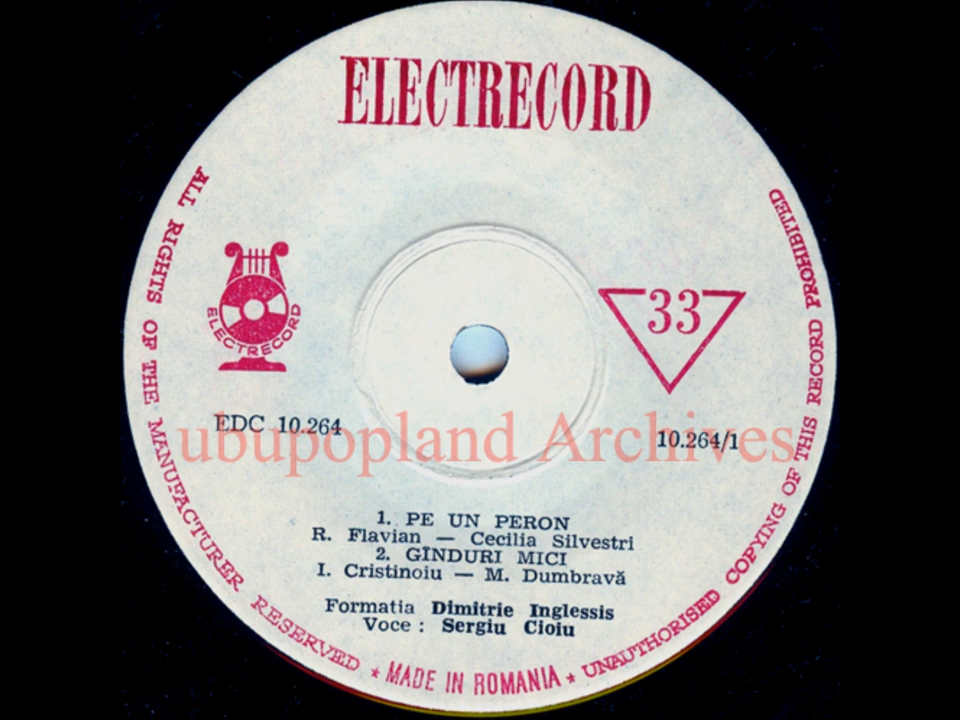 ELECTRECORD
ALL RIGHTS OF THE MANUFACTURER RESERVED
★ MADE IN ROMANIA ★
UNAUTHORISED COPYING OF THIS RECORD PROHIBITED
ELECTRECORD
33
EDC 10.264
10.264/1
ubupopland Archives
1. PE UN PERON
R. Flavian — Cecilia Silvestri
2. GÎNDURI MICI
I. Cristinoiu — M. Dumbravă
Formatia Dimitrie Inglessis
Voce : Sergiu Cioiu